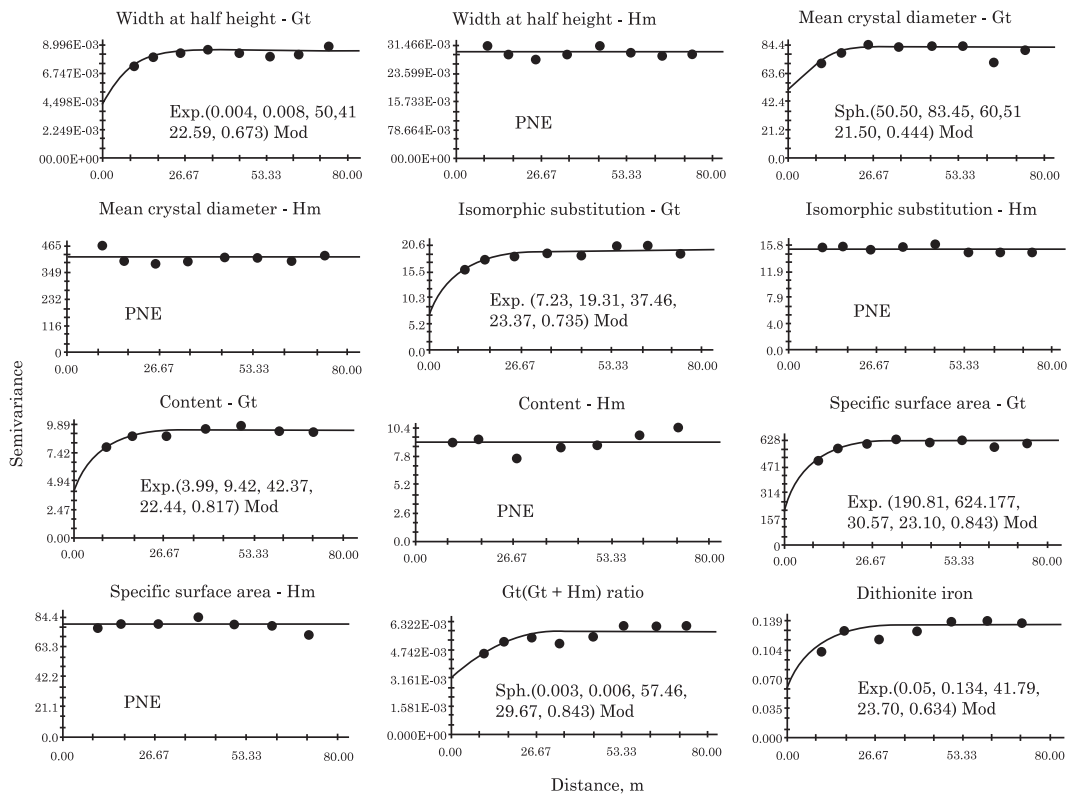 Width at half height - Gt
8.996E-03
6.747E-03
4,498E-03
2.249E-03
00.00E+00
Exp.(0.004, 0.008, 50,41
22.59, 0.673) Mod
0.00 26.67 53.33 80.00
Width at half height - Hm
31.466E-03
23.599E-03
15.733E-03
78.664E-03
00.00E+00
PNE
0.00 26.67 53.33 80.00
Mean crystal diameter - Gt
84.4
63.6
42.4
21.2
0.0
Sph.(50.50, 83.45, 60,51
21.50, 0.444) Mod
0.00 26.67 53.33 80.00
Mean crystal diameter - Hm
465
349
232
116
0
PNE
0.00 26.67 53.33 80.00
Isomorphic substitution - Gt
20.6
15.5
10.3
5.2
0.0
Exp. (7.23, 19.31, 37.46,
23.37, 0.735) Mod
0.00 26.67 53.33 80.00
Isomorphic substitution - Hm
15.8
11.9
7.9
4.0
0.0
PNE
0.00 26.67 53.33 80.00
Semivariance
Content - Gt
9.89
7.42
4.94
2.47
0.00
Exp.(3.99, 9.42, 42.37,
22.44, 0.817) Mod
0.00 26.67 53.33 80.00
Content - Hm
10.4
7.8
5.2
2.6
0.0
PNE
0.00 26.67 53.33 80.00
Specific surface area - Gt
628
471
314
157
0
Exp. (190.81, 624.177,
30.57, 23.10, 0.843) Mod
0.00 26.67 53.33 80.00
Specific surface area - Hm
84.4
63.3
42.2
21.1
0.0
PNE
0.00 26.67 53.33 80.00
Gt(Gt + Hm) ratio
6.322E-03
4.742E-03
3.161E-03
1.581E-03
0.000E+00
Sph.(0.003, 0.006, 57.46,
29.67, 0.843) Mod
0.00 26.67 53.33 80.00
Dithionite iron
0.139
0.104
0.070
0.035
0.000
Exp.(0.05, 0.134, 41.79,
23.70, 0.634) Mod
0.00 26.67 53.33 80.00
Distance, m